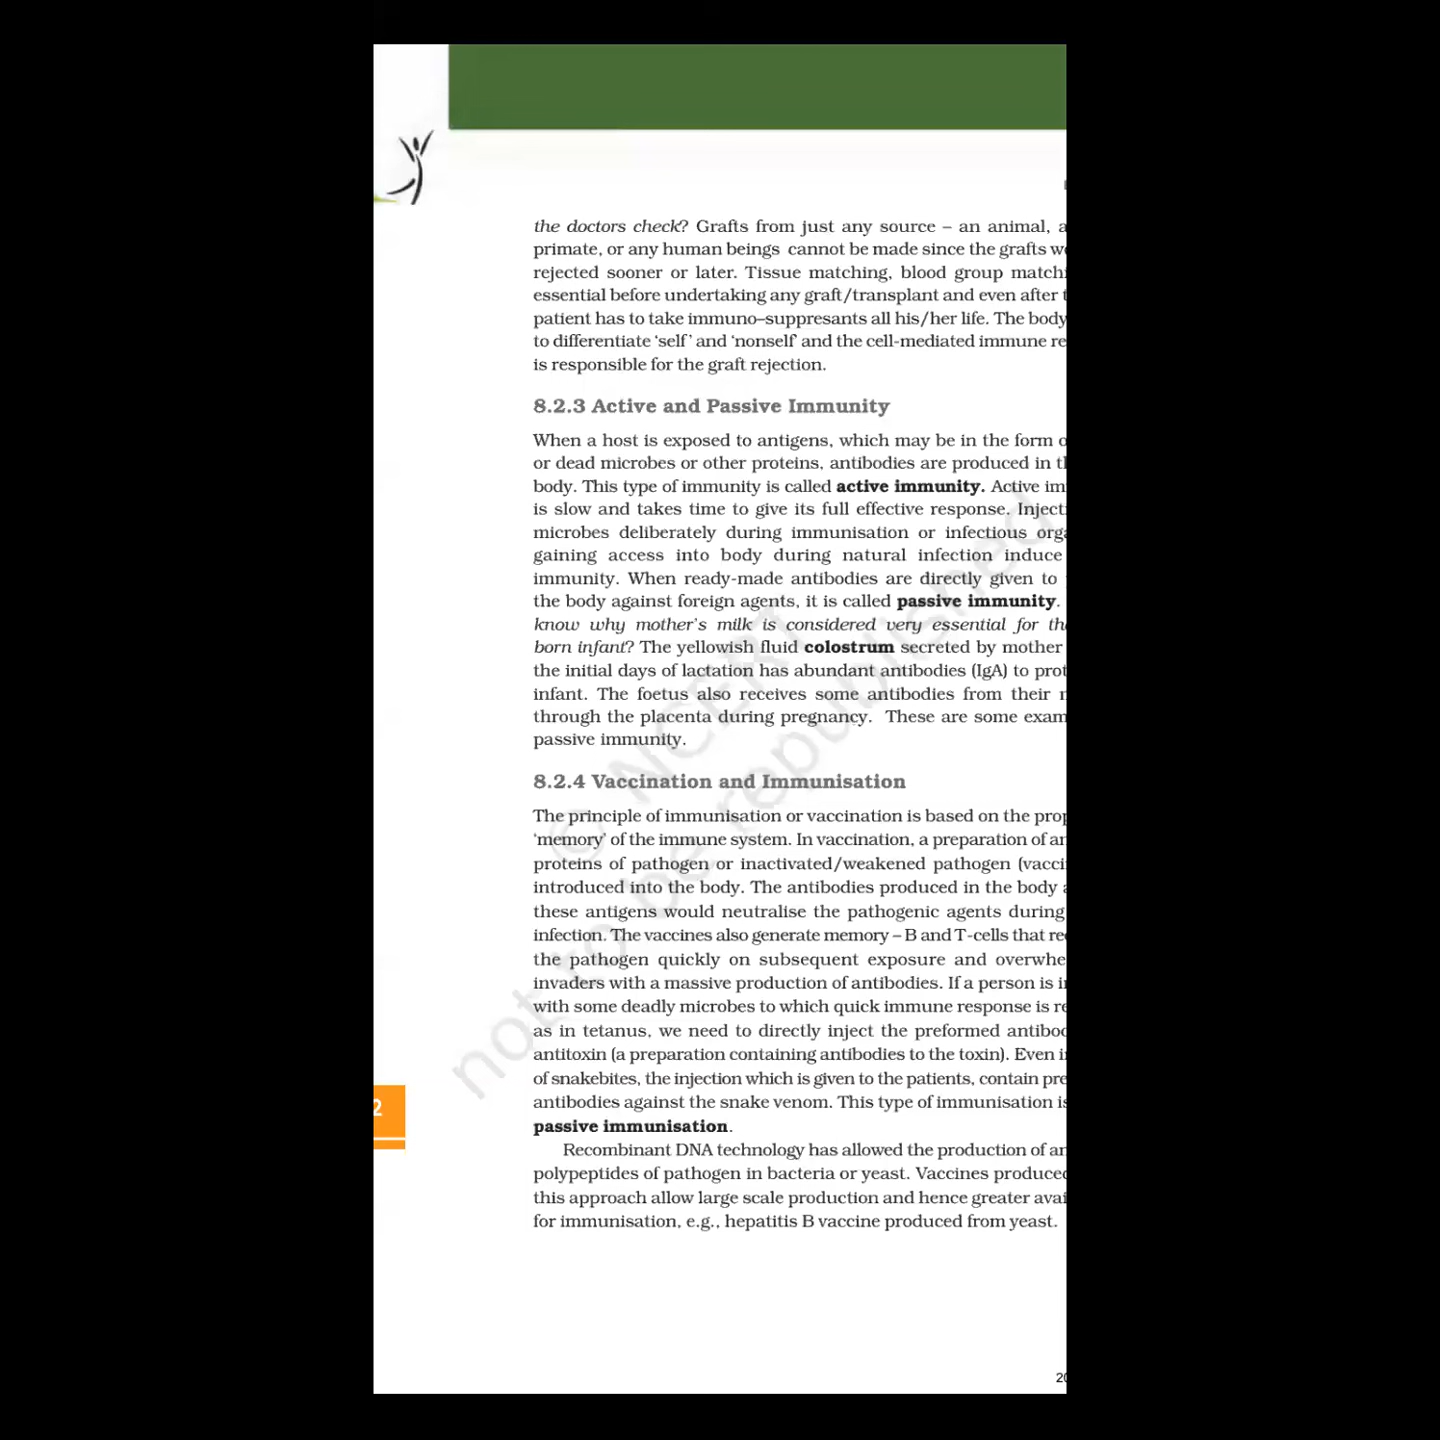 the doctors check? Grafts from just any source – an animal, a
primate, or any human beings cannot be made since the grafts
rejected sooner or later. Tissue matching, blood group
essential before undertaking any graft/transplant and even after
patient has to take immuno–suppresants all his/her life. The body
to differentiate ‘self’ and ‘nonself’ and the cell-mediated immune
is responsible for the graft rejection.
8.2.3 Active and Passive Immunity
When a host is exposed to antigens, which may be in the form
or dead microbes or other proteins, antibodies are produced in
body. This type of immunity is called active immunity. Active
is slow and takes time to give its full effective response.
microbes deliberately during immunisation or infectious
gaining access into body during natural infection induce
immunity. When ready-made antibodies are directly given to
the body against foreign agents, it is called passive immunity.
know why mother’s milk is considered very essential for
born infant? The yellowish fluid colostrum secreted by mother
the initial days of lactation has abundant antibodies (IgA) to
infant. The foetus also receives some antibodies from their
through the placenta during pregnancy. These are some
passive immunity.
8.2.4 Vaccination and Immunisation
The principle of immunisation or vaccination is based on the
‘memory’ of the immune system. In vaccination, a preparation of
proteins of pathogen or inactivated/weakened pathogen
introduced into the body. The antibodies produced in the body
these antigens would neutralise the pathogenic agents during
infection. The vaccines also generate memory – B and T-cells that
the pathogen quickly on subsequent exposure and
invaders with a massive production of antibodies. If a person is
with some deadly microbes to which quick immune response is
as in tetanus, we need to directly inject the preformed
antitoxin (a preparation containing antibodies to the toxin). Even
of snakebites, the injection which is given to the patients, contain
antibodies against the snake venom. This type of immunisation is
passive immunisation.
Recombinant DNA technology has allowed the production of
polypeptides of pathogen in bacteria or yeast. Vaccines produced
this approach allow large scale production and hence greater
for immunisation, e.g., hepatitis B vaccine produced from yeast.
© NCERT
not to be republished
2
20